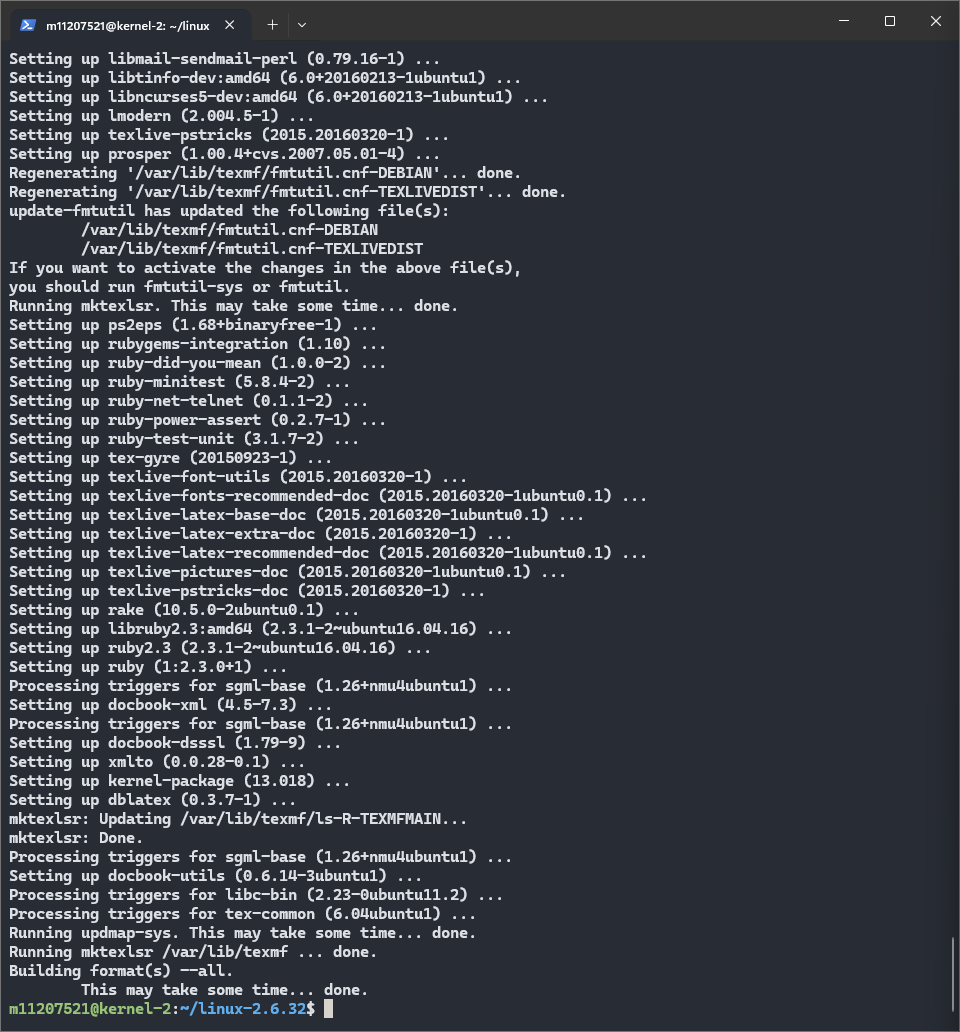 m11207521@kernel-2: ~/linux
Setting up libmail-sendmail-perl (0.79.16-1) ...
Setting up libtinfo-dev:amd64 (6.0+20160213-1ubuntu1) ...
Setting up libncurses5-dev:amd64 (6.0+20160213-1ubuntu1) ...
Setting up lmodern (2.004.5-1) ...
Setting up texlive-pstricks (2015.20160320-1) ...
Setting up prosper (1.00.4+cvs.2007.05.01-4) ...
Regenerating '/var/lib/texmf/fmtutil.cnf-DEBIAN'... done.
Regenerating '/var/lib/texmf/fmtutil.cnf-TEXLIVEDIST'... done.
update-fmtutil has updated the following file(s):
        /var/lib/texmf/fmtutil.cnf-DEBIAN
        /var/lib/texmf/fmtutil.cnf-TEXLIVEDIST
If you want to activate the changes in the above file(s),
you should run fmtutil-sys or fmtutil.
Running mktexlsr. This may take some time... done.
Setting up ps2eps (1.68+binaryfree-1) ...
Setting up rubygems-integration (1.10) ...
Setting up ruby-did-you-mean (1.0.0-2) ...
Setting up ruby-minitest (5.8.4-2) ...
Setting up ruby-net-telnet (0.1.1-2) ...
Setting up ruby-power-assert (0.2.7-1) ...
Setting up ruby-test-unit (3.1.7-2) ...
Setting up tex-gyre (20150923-1) ...
Setting up texlive-font-utils (2015.20160320-1) ...
Setting up texlive-fonts-recommended-doc (2015.20160320-1ubuntu0.1) ...
Setting up texlive-latex-base-doc (2015.20160320-1ubuntu0.1) ...
Setting up texlive-latex-extra-doc (2015.20160320-1) ...
Setting up texlive-latex-recommended-doc (2015.20160320-1ubuntu0.1) ...
Setting up texlive-pictures-doc (2015.20160320-1ubuntu0.1) ...
Setting up texlive-pstricks-doc (2015.20160320-1) ...
Setting up rake (10.5.0-2ubuntu0.1) ...
Setting up libruby2.3:amd64 (2.3.1-2~ubuntu16.04.16) ...
Setting up ruby2.3 (2.3.1-2~ubuntu16.04.16) ...
Setting up ruby (1:2.3.0+1) ...
Processing triggers for sgml-base (1.26+nmu4ubuntu1) ...
Setting up docbook-xml (4.5-7.3) ...
Processing triggers for sgml-base (1.26+nmu4ubuntu1) ...
Setting up docbook-dsssl (1.79-9) ...
Setting up xmlto (0.0.28-0.1) ...
Setting up kernel-package (13.018) ...
Setting up dblatex (0.3.7-1) ...
mktexlsr: Updating /var/lib/texmf/ls-R-TEXMFMAIN...
mktexlsr: Done.
Processing triggers for sgml-base (1.26+nmu4ubuntu1) ...
Setting up docbook-utils (0.6.14-3ubuntu1) ...
Processing triggers for libc-bin (2.23-0ubuntu11.2) ...
Processing triggers for tex-common (6.04ubuntu1) ...
Running updmap-sys. This may take some time... done.
Running mktexlsr /var/lib/texmf ... done.
Building format(s) --all.
        This may take some time... done.
m11207521@kernel-2:~/linux-2.6.32$